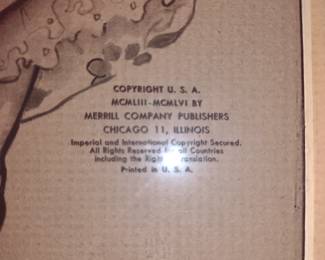 COPYRIGHT U. S. A.
MCMLIII-MCMLVI BY
MERRILL COMPANY PUBLISHERS
CHICAGO 11, ILLINOIS
Imperial and International Copyright Secured.
All Rights Reserved for all Countries
including the Right Translation.
Printed in U. S. A.